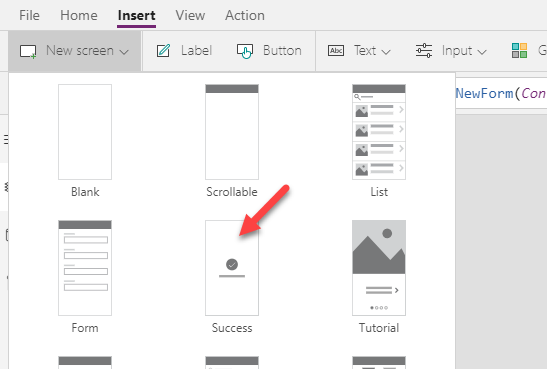 File Home Insert View Action
New screen Label Button Text Input G
NewForm(Con
Blank Scrollable List
Form Success Tutorial